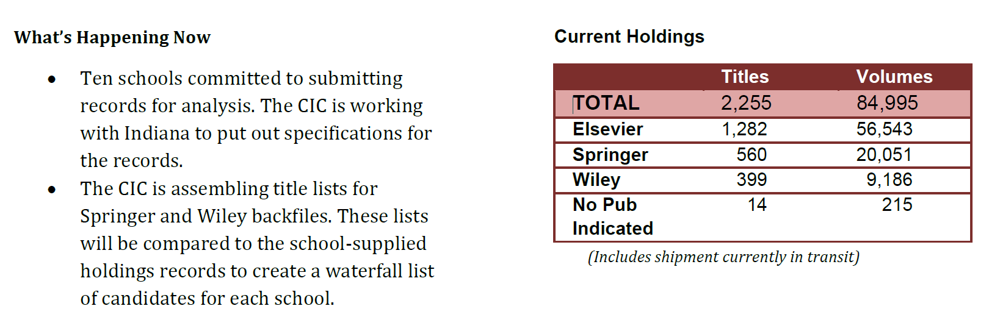 What's Happening Now
• Ten schools committed to submitting
records for analysis. The CIC is working
with Indiana to put out specifications for
the records.
• The CIC is assembling title lists for
Springer and Wiley backfiles. These lists
will be compared to the school-supplied
holdings records to create a waterfall list
of candidates for each school.
Current Holdings
Titles Volumes
TOTAL 2,255 84,995
Elsevier 1,282 56,543
Springer 560 20,051
Wiley 399 9,186
No Pub 14 215
Indicated
(Includes shipment currently in transit)